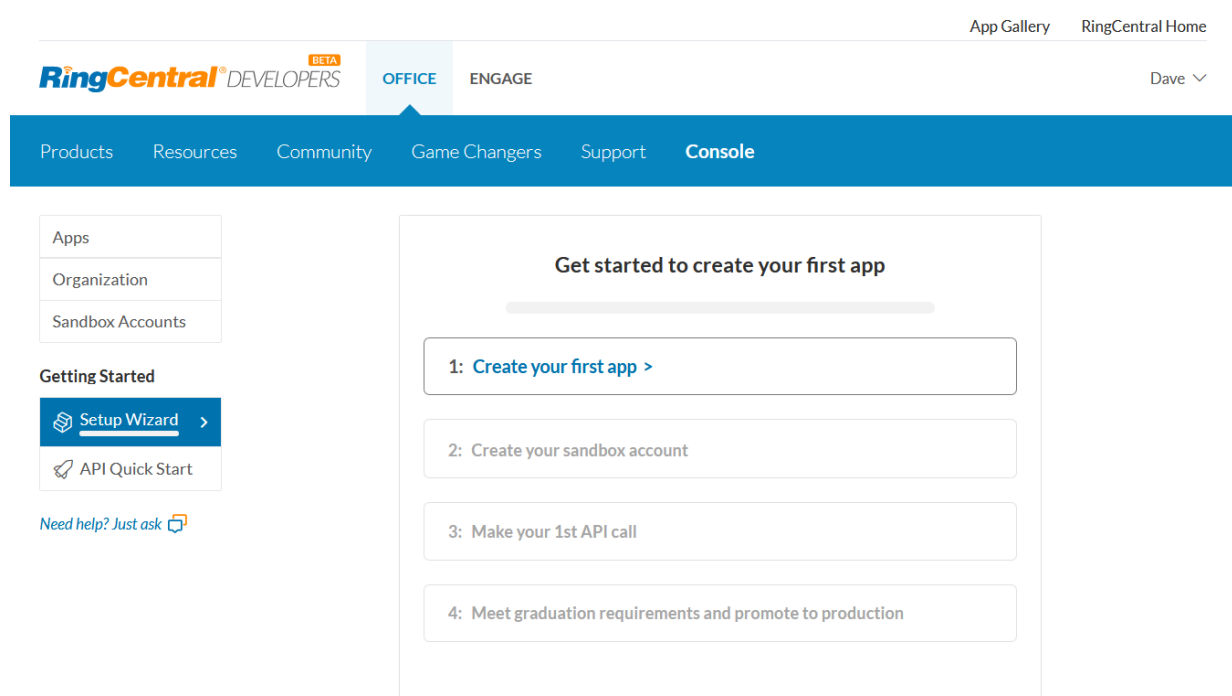 App Gallery RingCentral Home
BETA
RingCentral® DEVELOPERS OFFICE ENGAGE Dave
Products Resources Community Game Changers Support Console
Apps
Organization
Sandbox Accounts
Getting Started
Setup Wizard
API Quick Start
Need help? Just ask
Get started to create your first app
1: Create your first app >
2: Create your sandbox account
3: Make your 1st API call
4: Meet graduation requirements and promote to production